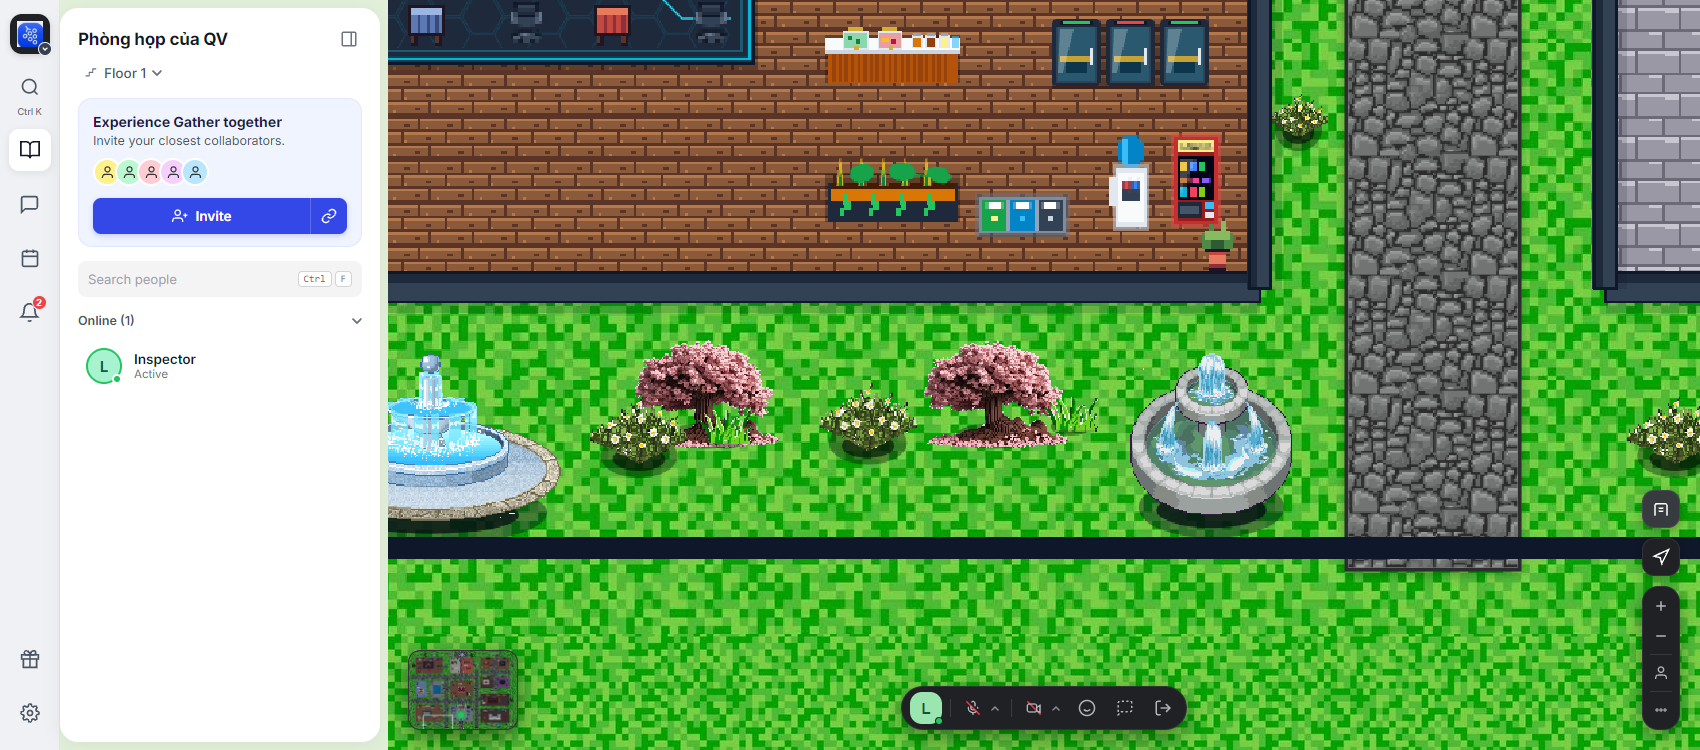 Phòng họp của QV
Floor 1
Ctrl K
Experience Gather together
Invite your closest collaborators.
Invite
Search people
Ctrl F
2
Online (1)
L
Inspector
Active
L